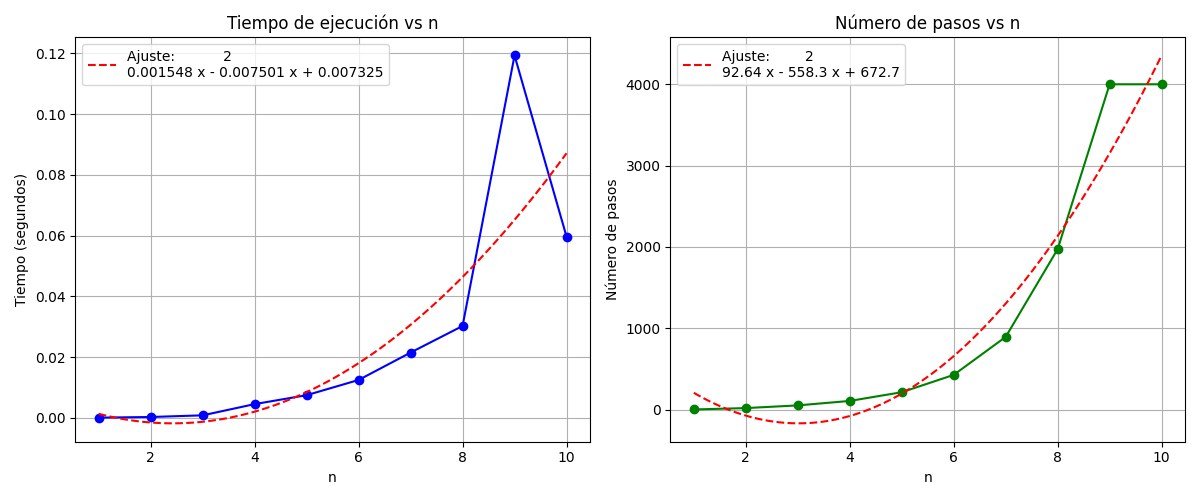 Tiempo de ejecución vs n
Ajuste: 2
0.001548 x - 0.007501 x + 0.007325
0.12
0.10
0.08
0.06
0.04
0.02
0.00
Tiempo (segundos)
2 4 6 8 10
n
Número de pasos vs n
Ajuste: 2
92.64 x - 558.3 x + 672.7
4000
3000
2000
1000
0
Número de pasos
2 4 6 8 10
n